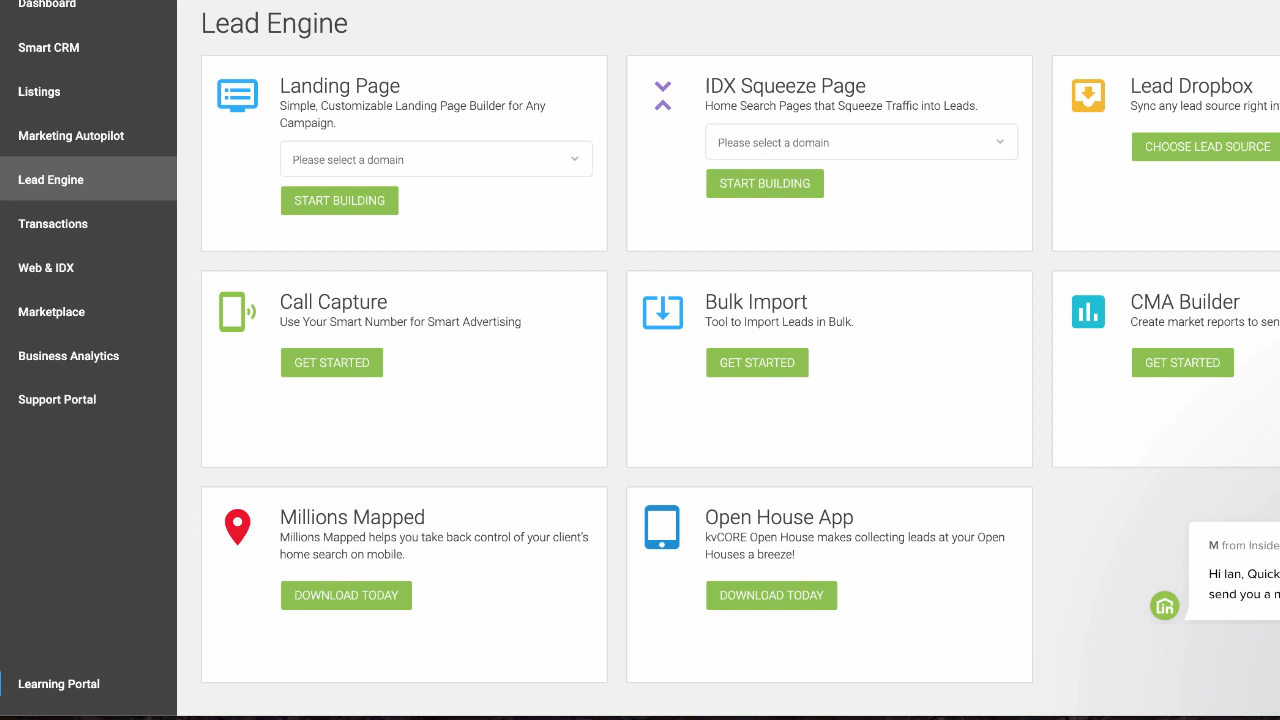 Dashboard
Smart CRM
Listings
Marketing Autopilot
Lead Engine
Transactions
Web & IDX
Marketplace
Business Analytics
Support Portal
Learning Portal
Lead Engine
Landing Page
Simple, Customizable Landing Page Builder for Any
Campaign.
Please select a domain
START BUILDING
IDX Squeeze Page
Home Search Pages that Squeeze Traffic into Leads.
Please select a domain
START BUILDING
Lead Dropbox
Sync any lead source right in
CHOOSE LEAD SOURCE
Call Capture
Use Your Smart Number for Smart Advertising
GET STARTED
Bulk Import
Tool to Import Leads in Bulk.
GET STARTED
CMA Builder
Create market reports to sen
GET STARTED
Millions Mapped
Millions Mapped helps you take back control of your client's
home search on mobile.
DOWNLOAD TODAY
Open House App
kvCORE Open House makes collecting leads at your Open
Houses a breeze!
DOWNLOAD TODAY
M from Inside
Hi Ian, Quick
send you a n